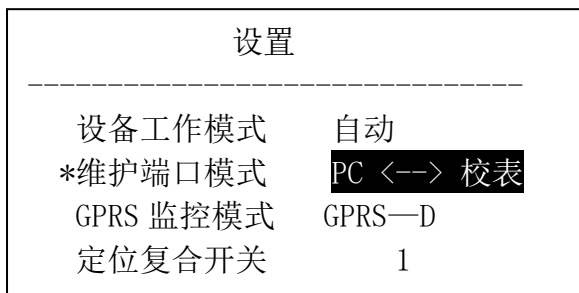 设置
--------------------------------
设备工作模式 自动
*维护端口模式 PC <--> 校表
GPRS 监控模式 GPRS—D
定位复合开关 1